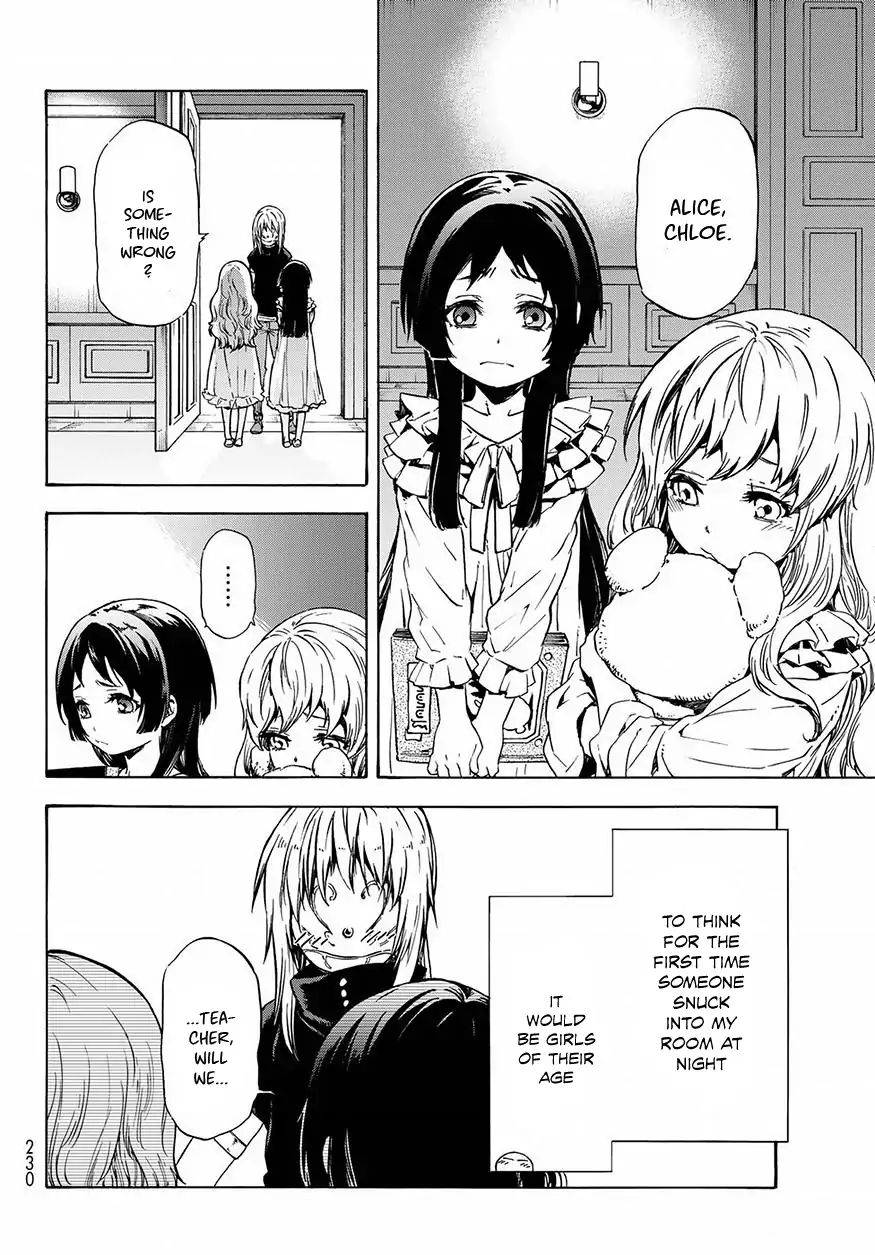 ALICE,
CHLOE.
IS
SOME-
THING
WRONG
?
......
TO THINK
FOR THE
FIRST TIME
SOMEONE
SNUCK
INTO MY
ROOM AT
NIGHT
IT
WOULD
BE GIRLS
OF THEIR
AGE
...TEA-
CHER,
WILL
WE...
230